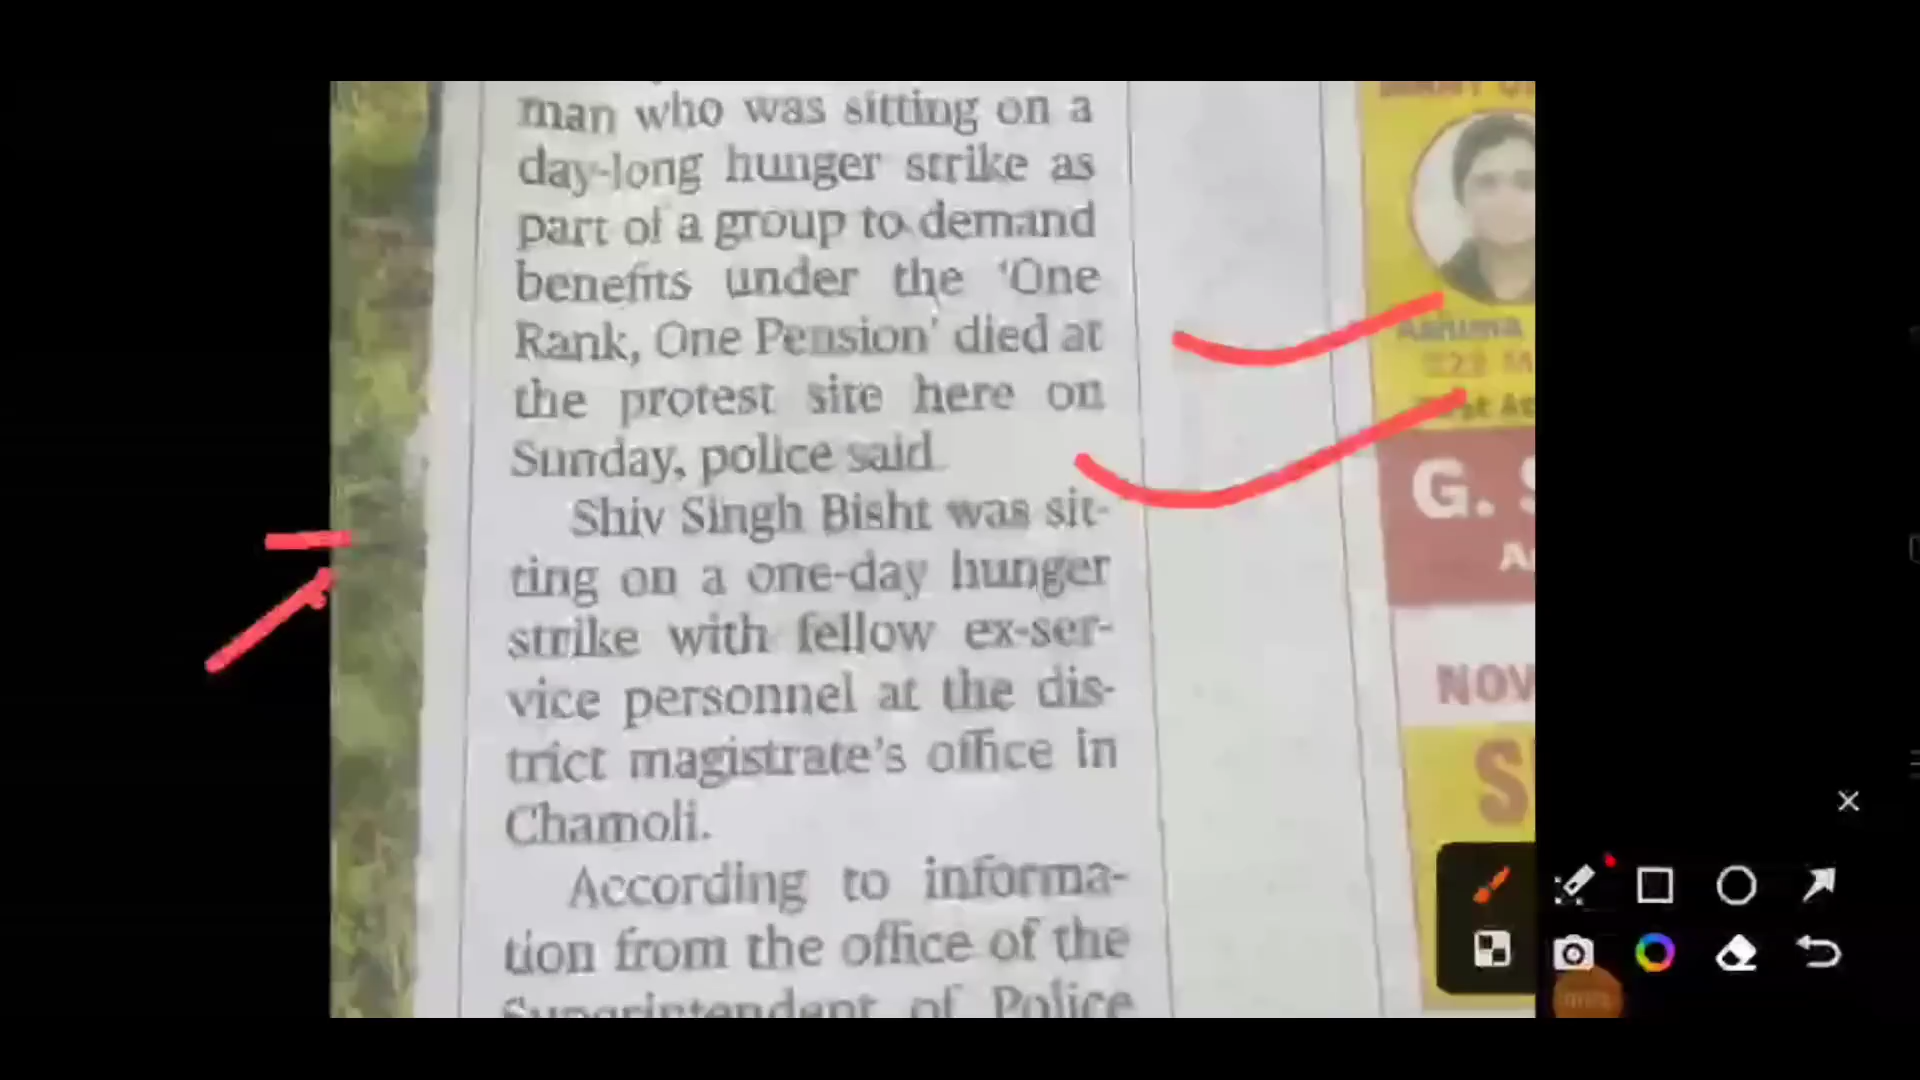 man who was sitting on a
day-long hunger strike as
part of a group to demand
benefits under the 'One
Rank, One Pension' died at
the protest site here on
Sunday, police said.
Shiv Singh Bisht was sit-
ting on a one-day hunger
strike with fellow ex-ser-
vice personnel at the dis-
trict magistrate's office in
Chamoli.
According to informa-
tion from the office of the
Superintendent of Police
G. S
NOV
S